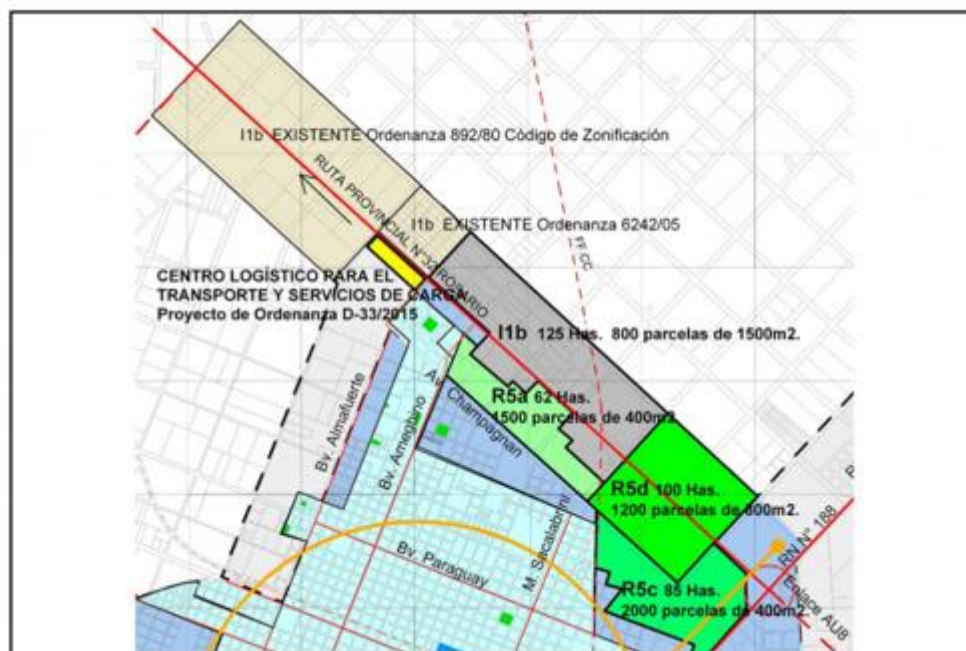 I1b EXISTENTE Ordenanza 892/80 Código de Zonificación
RUTA PROVINCIAL N°32 ROSARIO
I1b EXISTENTE Ordenanza 6242/05
FF.CC
CENTRO LOGÍSTICO PARA EL
TRANSPORTE Y SERVICIOS DE CARGA
Proyecto de Ordenanza D-33/2015
I1b 125 Has. 800 parcelas de 1500m2.
R5a 62 Has.
1500 parcelas de 400m2
Bv. Almafuerte
Bv. Ameghino
Av. Champagnat
R5d 100 Has.
1200 parcelas de 800m2.
M. Sacalabrini
Bv. Paraguay
RN N° 188
Enlace AU8
R5c 85 Has.
2000 parcelas de 400m2.